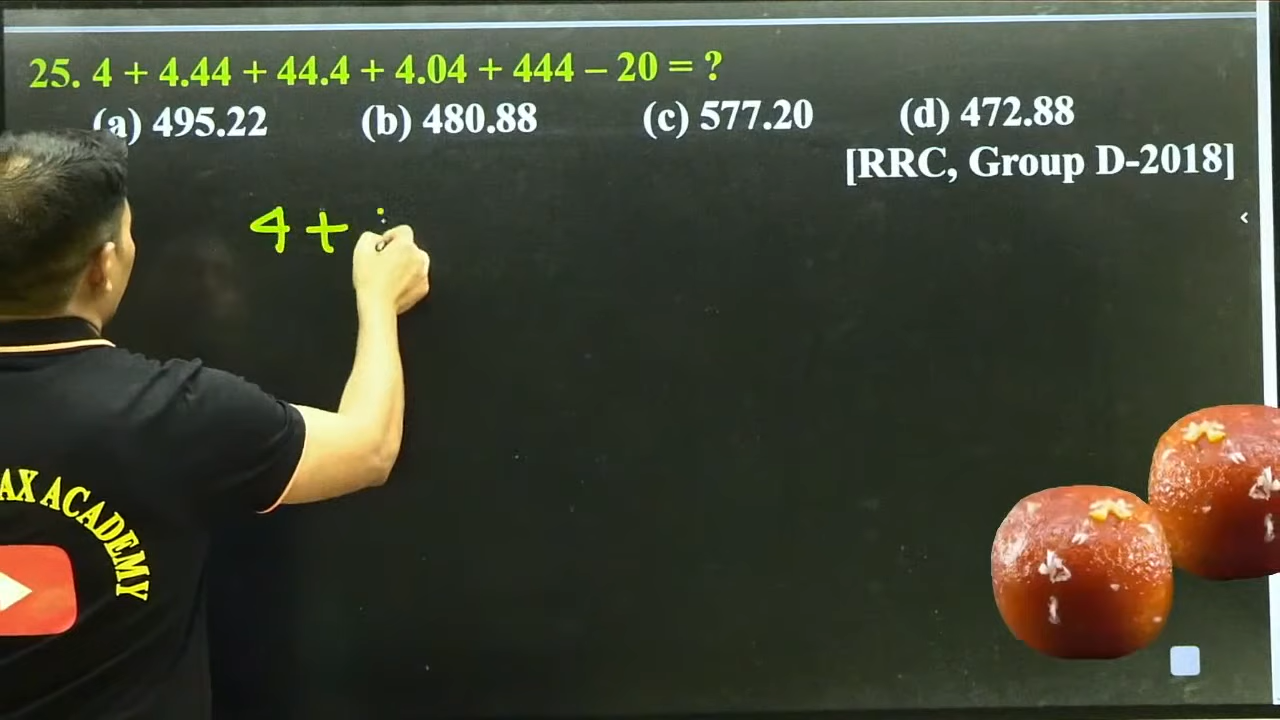 25. 4 + 4.44 + 44.4 + 4.04 + 444 – 20 = ?
(a) 495.22 (b) 480.88 (c) 577.20 (d) 472.88
[RRC, Group D-2018]
4 +
AX ACADEMY